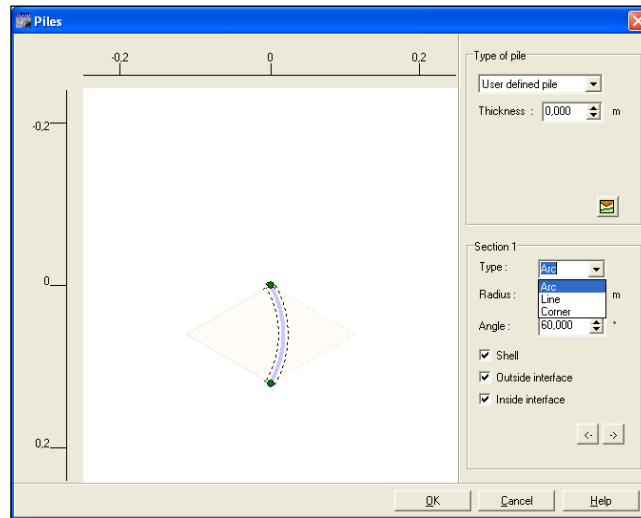 Piles
-0,2 0 0,2
-0,2
0
0,2
Type of pile
User defined pile
Thickness : 0,000 m
Section 1
Type : Arc
Arc
Line
Corner
Radius : m
Angle : 60,000 °
Shell
Outside interface
Inside interface
<- ->
OK Cancel Help